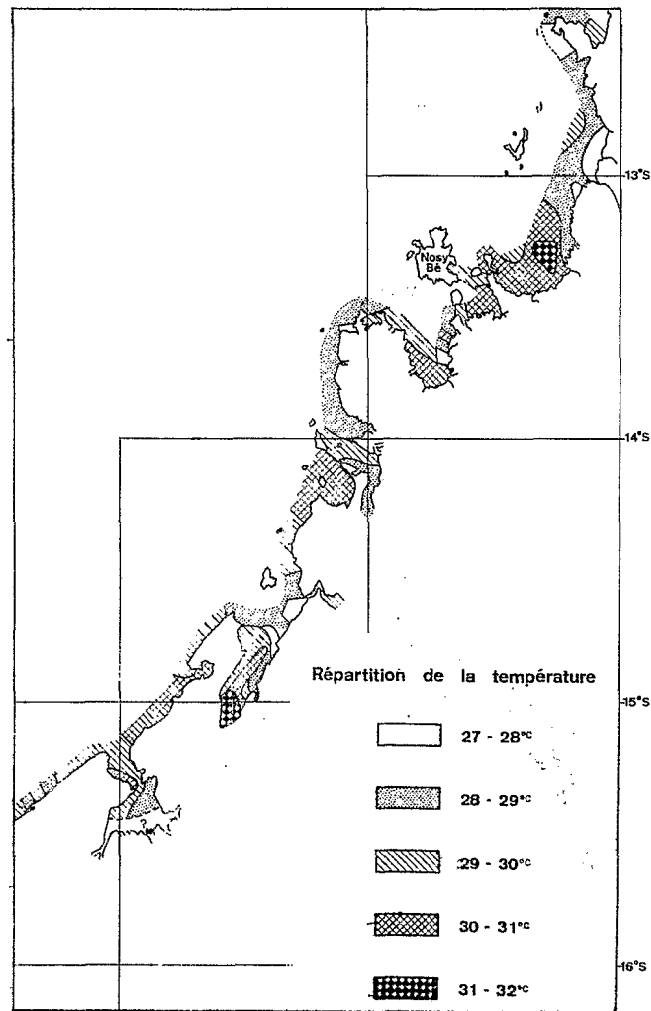 13°S
Nosy
Bé
14°S
Répartition de la température
15°S
27 - 28°C
28 - 29°C
29 - 30°C
30 - 31°C
16°S
31 - 32°C